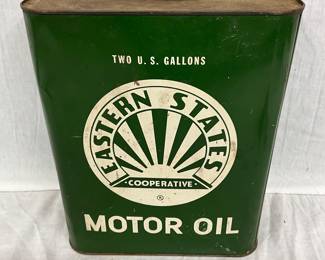 TWO U.S. GALLONS
EASTERN STATES
·COOPERATIVE·
®
MOTOR OIL